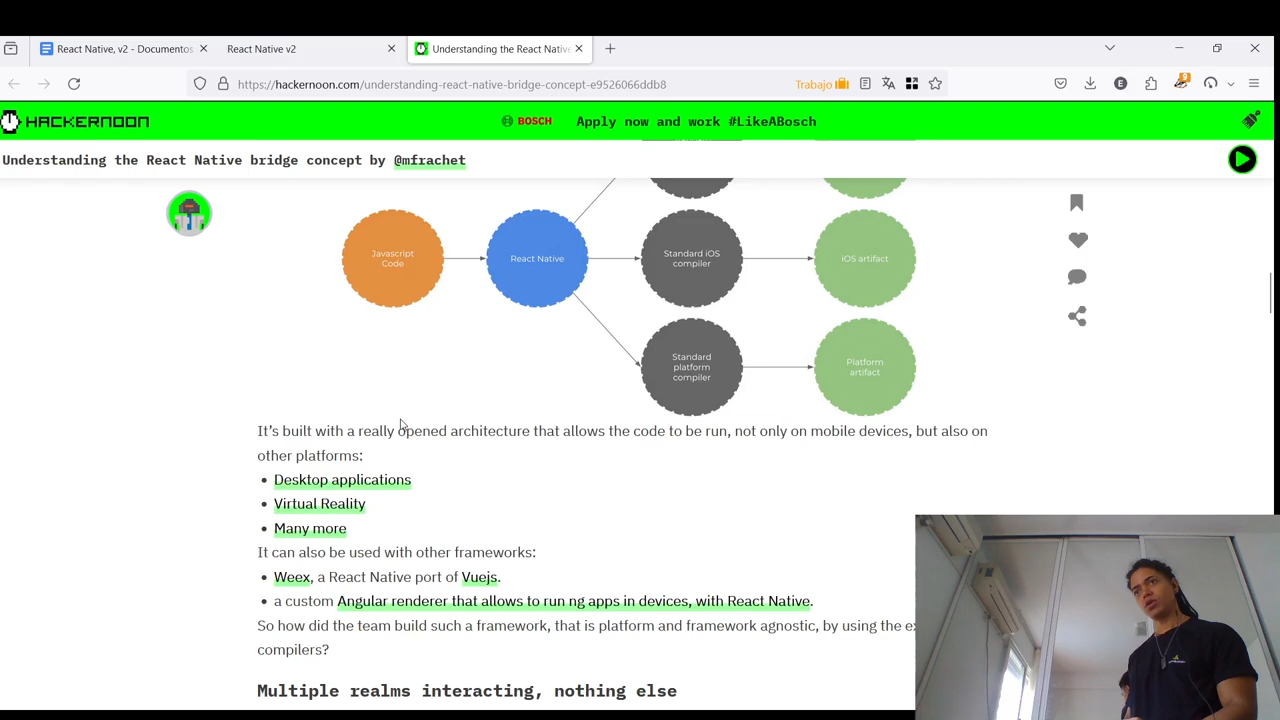 React Native, v2 - Documentos
React Native v2
Understanding the React Native
https://hackernoon.com/understanding-react-native-bridge-concept-e9526066ddb8
Trabajo
E
9
HACKERNOON
BOSCH
Apply now and work #LikeABosch
Understanding the React Native bridge concept by @mfrachet
Javascript
Code
React Native
Standard iOS
compiler
iOS artifact
Standard
platform
compiler
Platform
artifact
It’s built with a really opened architecture that allows the code to be run, not only on mobile devices, but also on
other platforms:
• Desktop applications
• Virtual Reality
• Many more
It can also be used with other frameworks:
• Weex, a React Native port of Vuejs.
• a custom Angular renderer that allows to run ng apps in devices, with React Native.
So how did the team build such a framework, that is platform and framework agnostic, by using the
compilers?
Multiple realms interacting, nothing else